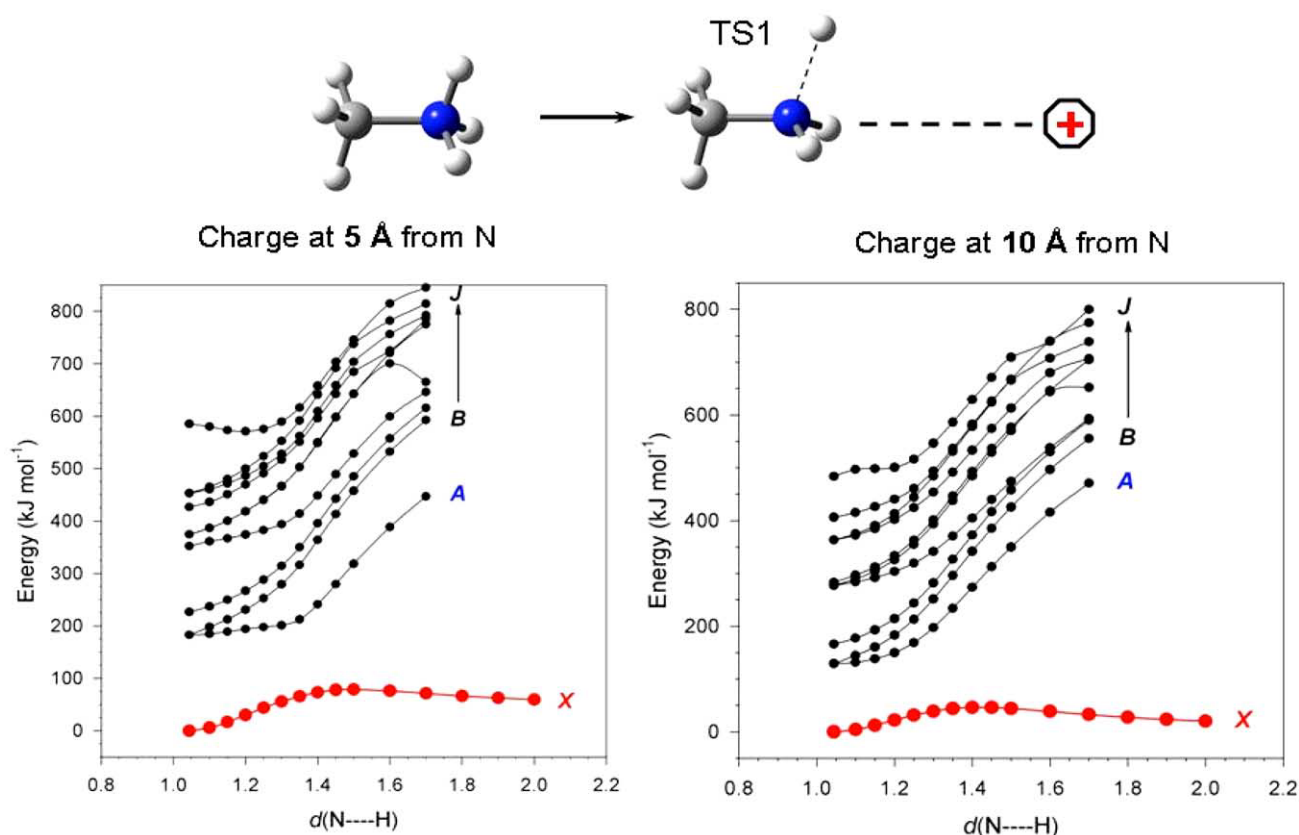 TS1
+
Charge at 5 Å from N
Charge at 10 Å from N
Energy (kJ mol⁻¹)
800
700
600
500
400
300
200
100
0
J
B
A
X
0.8 1.0 1.2 1.4 1.6 1.8 2.0 2.2
d(N----H)
Energy (kJ mol⁻¹)
800
600
400
200
0
J
B
A
X
0.8 1.0 1.2 1.4 1.6 1.8 2.0 2.2
d(N----H)